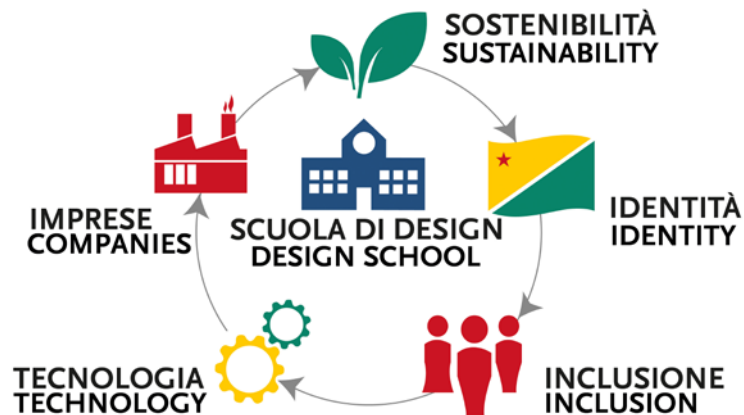 SOSTENIBILITÀ
SUSTAINABILITY
IDENTITÀ
IDENTITY
INCLUSIONE
INCLUSION
TECNOLOGIA
TECHNOLOGY
IMPRESE
COMPANIES
SCUOLA DI DESIGN
DESIGN SCHOOL